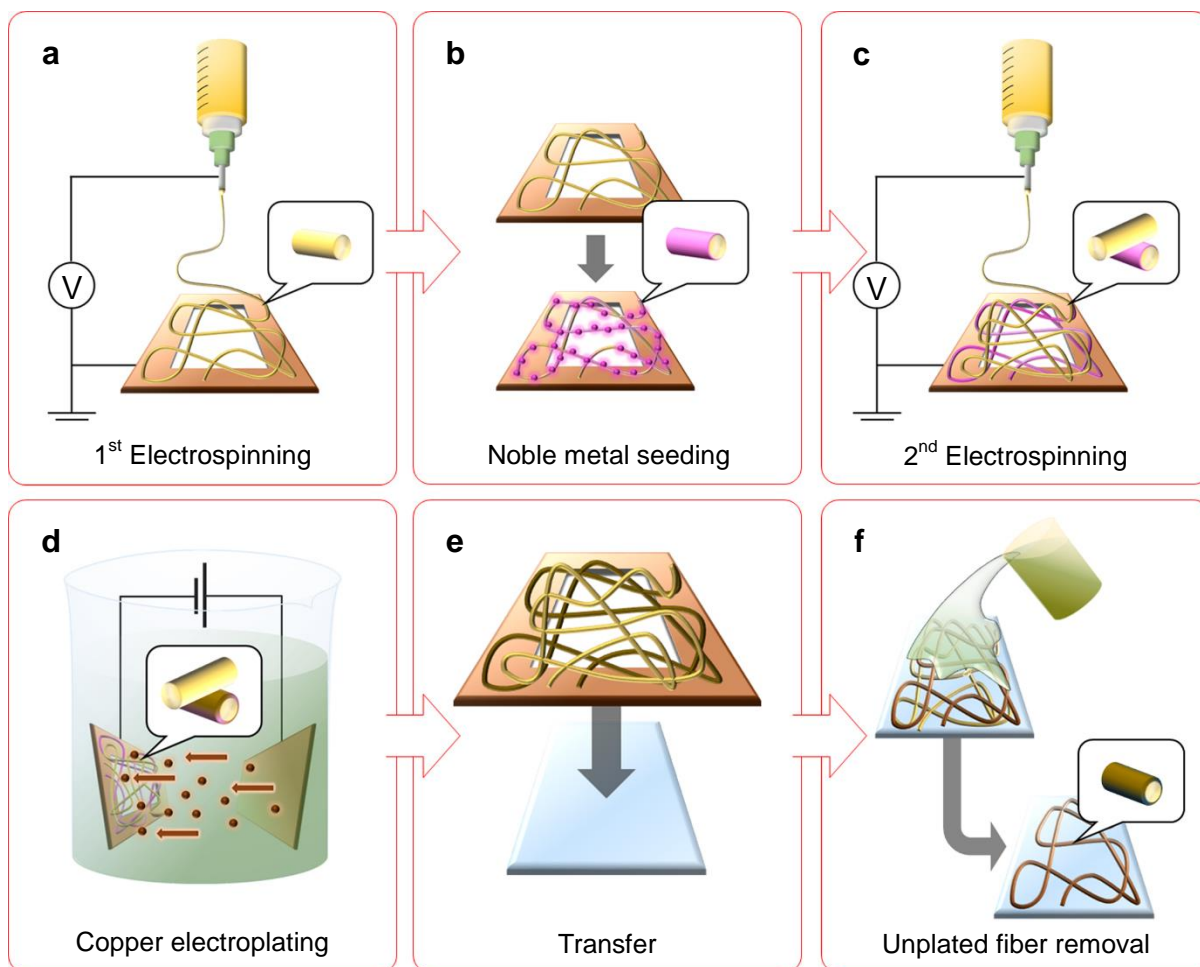 a
b
c
V
V
1st Electrospinning
Noble metal seeding
2nd Electrospinning
d
e
f
Copper electroplating
Transfer
Unplated fiber removal